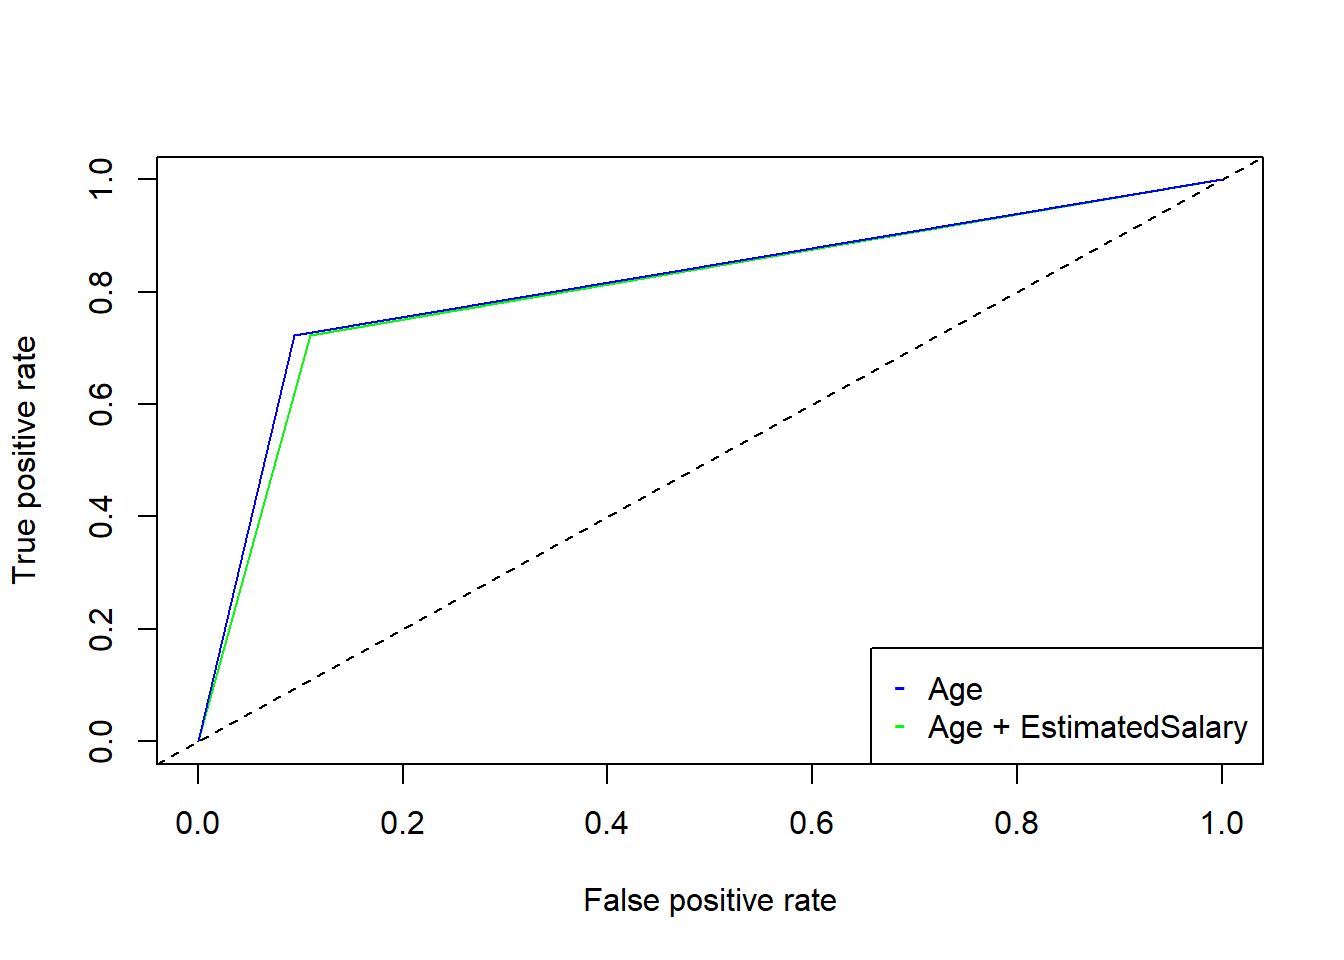 True positive rate
1.0
0.8
0.6
0.4
0.2
0.0
Age
Age + EstimatedSalary
0.0 0.2 0.4 0.6 0.8 1.0
False positive rate